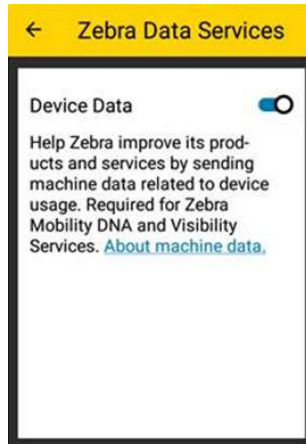 Zebra Data Services
Device Data
Help Zebra improve its prod-
ucts and services by sending
machine data related to device
usage. Required for Zebra
Mobility DNA and Visibility
Services. About machine data.